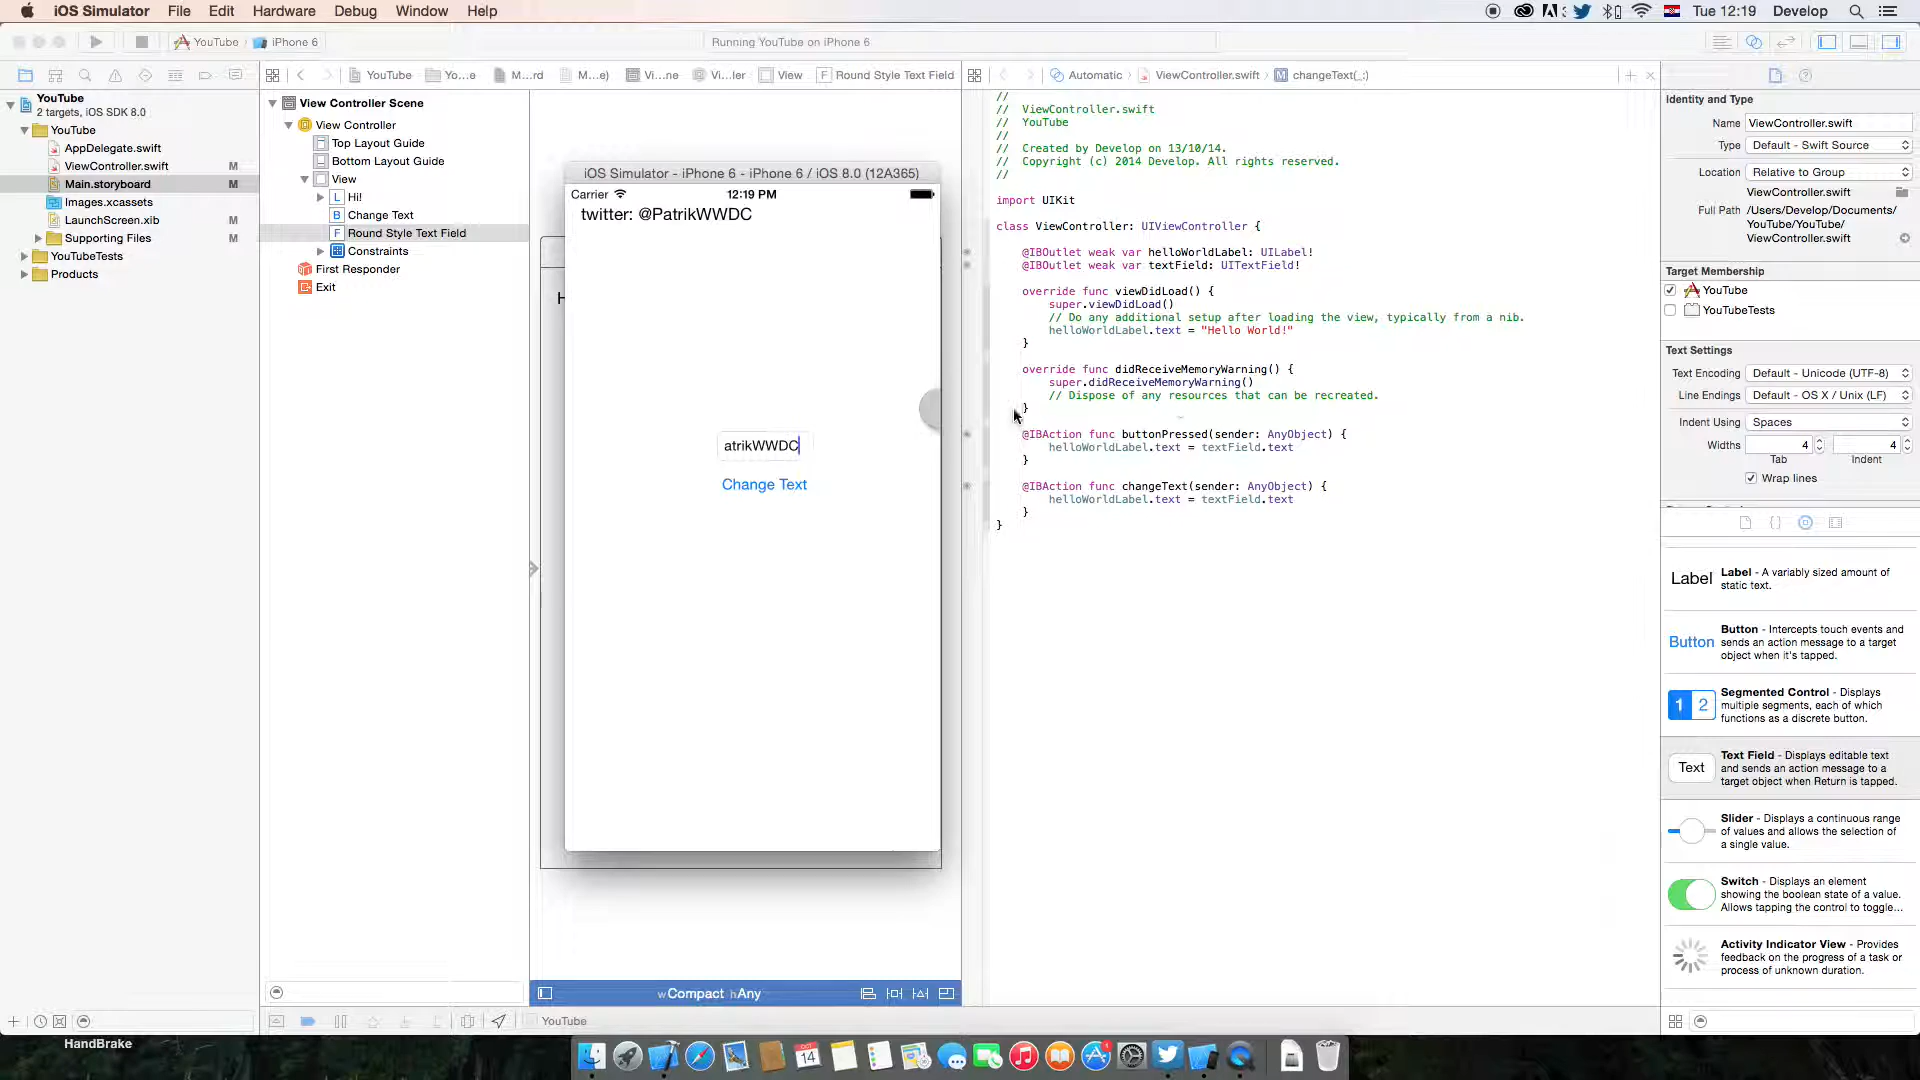 iOS Simulator File Edit Hardware Debug Window Help
Tue 12:19 Develop
YouTube iPhone 6
Running YouTube on iPhone 6
YouTube
2 targets, iOS SDK 8.0
YouTube
AppDelegate.swift
ViewController.swift M
Main.storyboard M
Images.xcassets
LaunchScreen.xib M
Supporting Files M
YouTubeTests
Products
YouTube Yo...e M...rd M...e) Vi...ne Vi...ler View F Round Style Text Field
View Controller Scene
View Controller
Top Layout Guide
Bottom Layout Guide
View
L Hi!
B Change Text
F Round Style Text Field
Constraints
First Responder
Exit
iOS Simulator - iPhone 6 - iPhone 6 / iOS 8.0 (12A365)
Carrier 12:19 PM
twitter: @PatrikWWDC
H
atrikWWDC
Change Text
wCompact hAny
YouTube
Automatic ViewController.swift M changeText(_:)
//
// ViewController.swift
// YouTube
//
// Created by Develop on 13/10/14.
// Copyright (c) 2014 Develop. All rights reserved.
//
import UIKit
class ViewController: UIViewController {
@IBOutlet weak var helloWorldLabel: UILabel!
@IBOutlet weak var textField: UITextField!
override func viewDidLoad() {
super.viewDidLoad()
// Do any additional setup after loading the view, typically from a nib.
helloWorldLabel.text = "Hello World!"
}
override func didReceiveMemoryWarning() {
super.didReceiveMemoryWarning()
// Dispose of any resources that can be recreated.
}
@IBAction func buttonPressed(sender: AnyObject) {
helloWorldLabel.text = textField.text
}
@IBAction func changeText(sender: AnyObject) {
helloWorldLabel.text = textField.text
}
}
Identity and Type
Name ViewController.swift
Type Default - Swift Source
Location Relative to Group
ViewController.swift
Full Path /Users/Develop/Documents/
YouTube/YouTube/
ViewController.swift
Target Membership
YouTube
YouTubeTests
Text Settings
Text Encoding Default - Unicode (UTF-8)
Line Endings Default - OS X / Unix (LF)
Indent Using Spaces
Widths 4 4
Tab Indent
Wrap lines
Label Label - A variably sized amount of
static text.
Button Button - Intercepts touch events and
sends an action message to a target
object when it's tapped.
1 2 Segmented Control - Displays
multiple segments, each of which
functions as a discrete button.
Text Text Field - Displays editable text
and sends an action message to a
target object when Return is tapped.
Slider - Displays a continuous range
of values and allows the selection of
a single value.
Switch - Displays an element
showing the boolean state of a value.
Allows tapping the control to toggle...
Activity Indicator View - Provides
feedback on the progress of a task or
process of unknown duration.
HandBrake
OCT
14
1